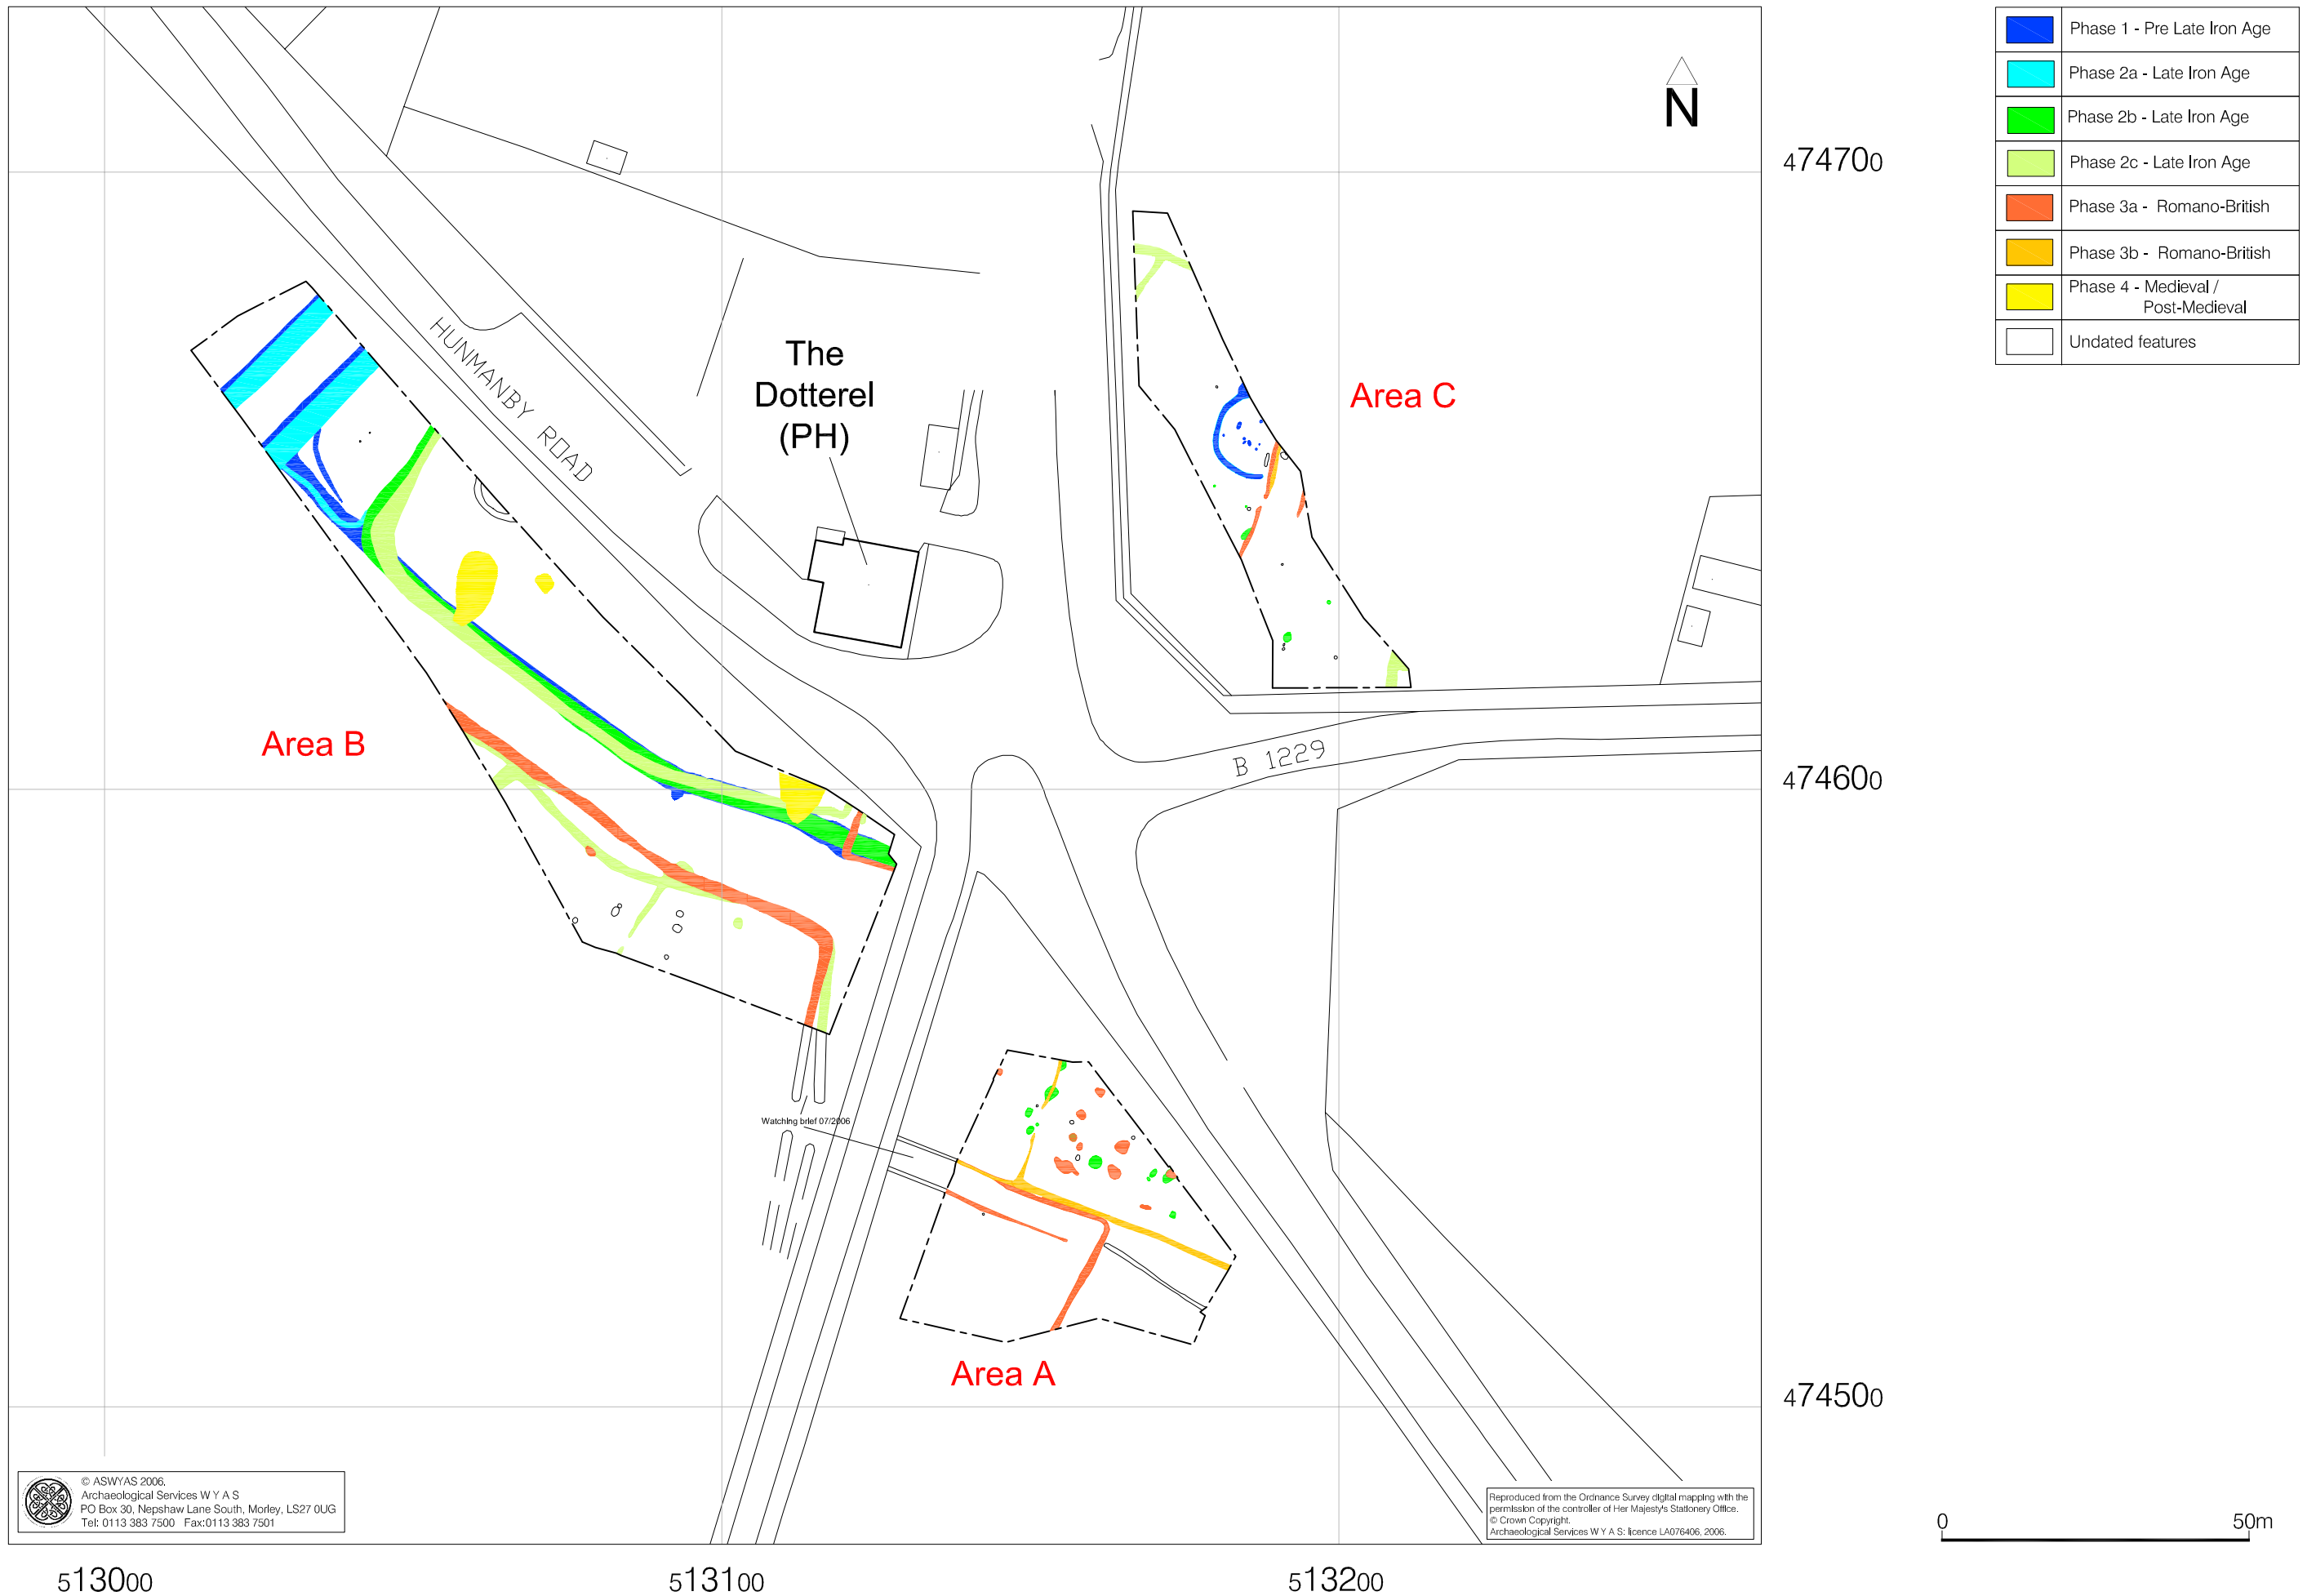 Phase 1 - Pre Late Iron Age
Phase 2a - Late Iron Age
Phase 2b - Late Iron Age
Phase 2c - Late Iron Age
Phase 3a - Romano-British
Phase 3b - Romano-British
Phase 4 - Medieval /
Post-Medieval
Undated features
N
474700
HUNMANBY ROAD
The
Dotterel
(PH)
Area C
Area B
B 1229
474600
Watching brief 07/2006
Area A
474500
© ASWYAS 2006.
Archaeological Services W Y A S
PO Box 30, Nepshaw Lane South, Morley, LS27 0UG
Tel: 0113 383 7500 Fax:0113 383 7501
Reproduced from the Ordnance Survey digital mapping with the
permission of the controller of Her Majesty's Stationery Office.
© Crown Copyright.
Archaeological Services W Y A S: licence LA076406, 2006.
0 50m
513000 513100 513200